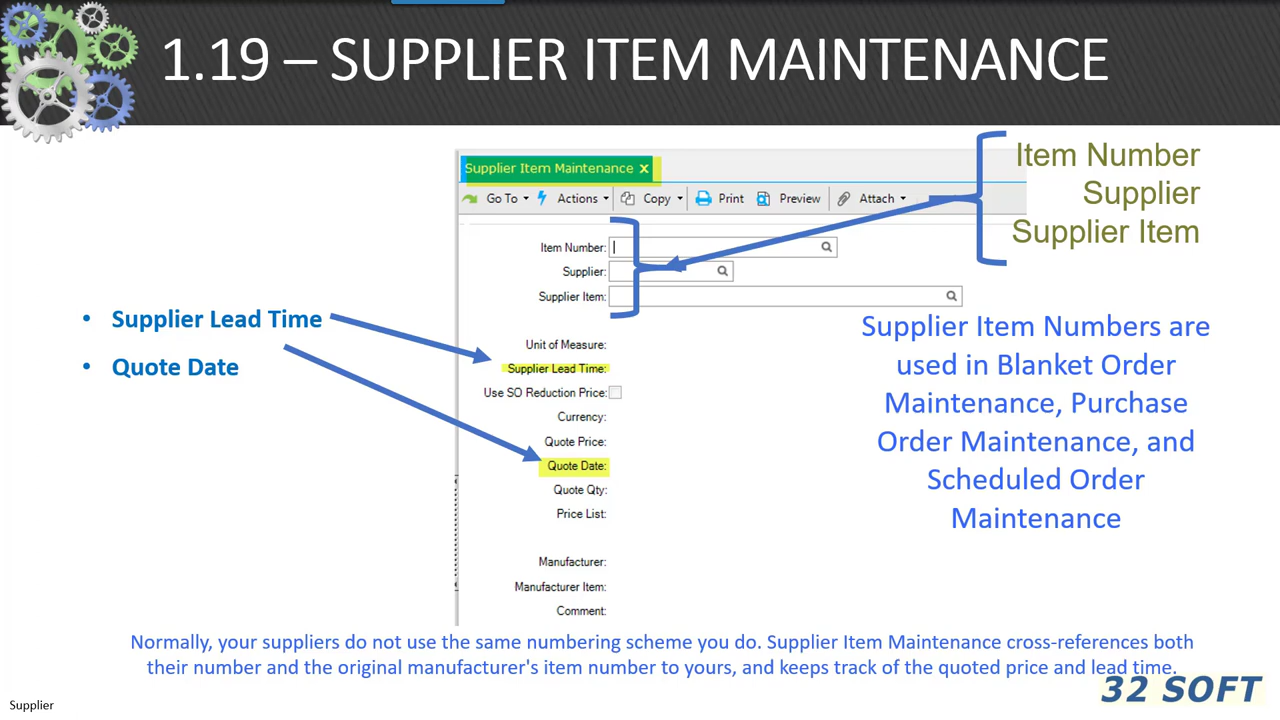 1.19 – SUPPLIER ITEM MAINTENANCE
Supplier Item Maintenance x
Go To Actions Copy Print Preview Attach
Item Number:
Supplier:
Supplier Item:
Unit of Measure:
Supplier Lead Time:
Use SO Reduction Price:
Currency:
Quote Price:
Quote Date:
Quote Qty:
Price List:
Manufacturer:
Manufacturer Item:
Comment:
Item Number
Supplier
Supplier Item
• Supplier Lead Time
• Quote Date
Supplier Item Numbers are
used in Blanket Order
Maintenance, Purchase
Order Maintenance, and
Scheduled Order
Maintenance
Normally, your suppliers do not use the same numbering scheme you do. Supplier Item Maintenance cross-references both
their number and the original manufacturer's item number to yours, and keeps track of the quoted price and lead time.
32 SOFT
Supplier